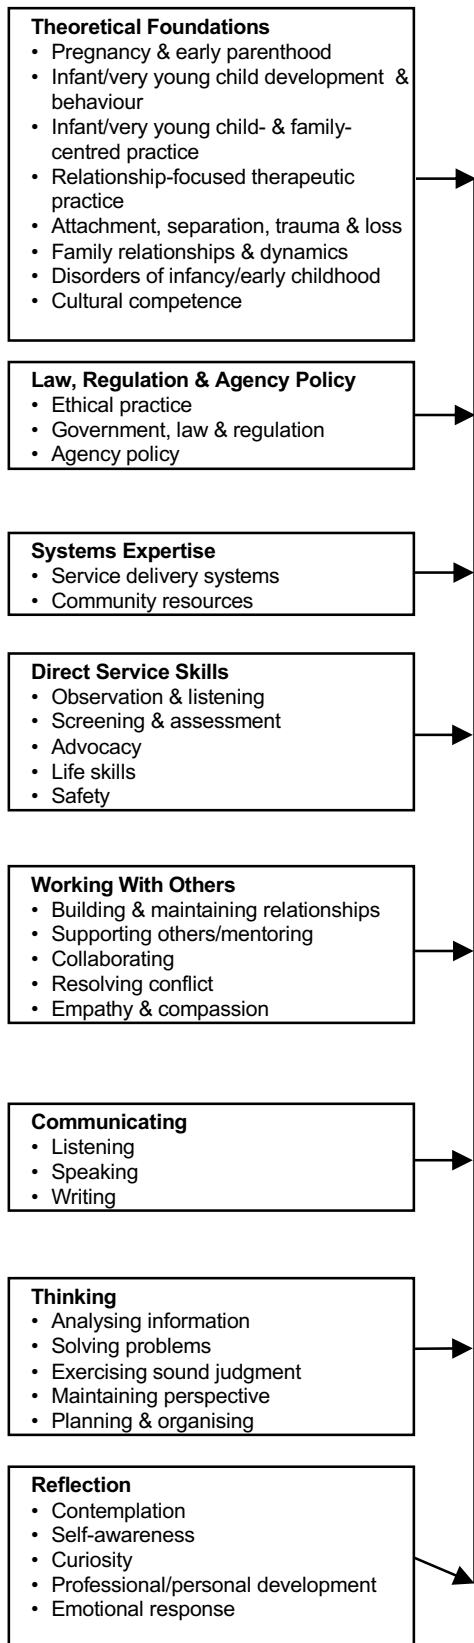 Theoretical Foundations
• Pregnancy & early parenthood
• Infant/very young child development &
behaviour
• Infant/very young child- & family-
centred practice
• Relationship-focused therapeutic
practice
• Attachment, separation, trauma & loss
• Family relationships & dynamics
• Disorders of infancy/early childhood
• Cultural competence
Law, Regulation & Agency Policy
• Ethical practice
• Government, law & regulation
• Agency policy
Systems Expertise
• Service delivery systems
• Community resources
Direct Service Skills
• Observation & listening
• Screening & assessment
• Advocacy
• Life skills
• Safety
Working With Others
• Building & maintaining relationships
• Supporting others/mentoring
• Collaborating
• Resolving conflict
• Empathy & compassion
Communicating
• Listening
• Speaking
• Writing
Thinking
• Analysing information
• Solving problems
• Exercising sound judgment
• Maintaining perspective
• Planning & organising
Reflection
• Contemplation
• Self-awareness
• Curiosity
• Professional/personal development
• Emotional response